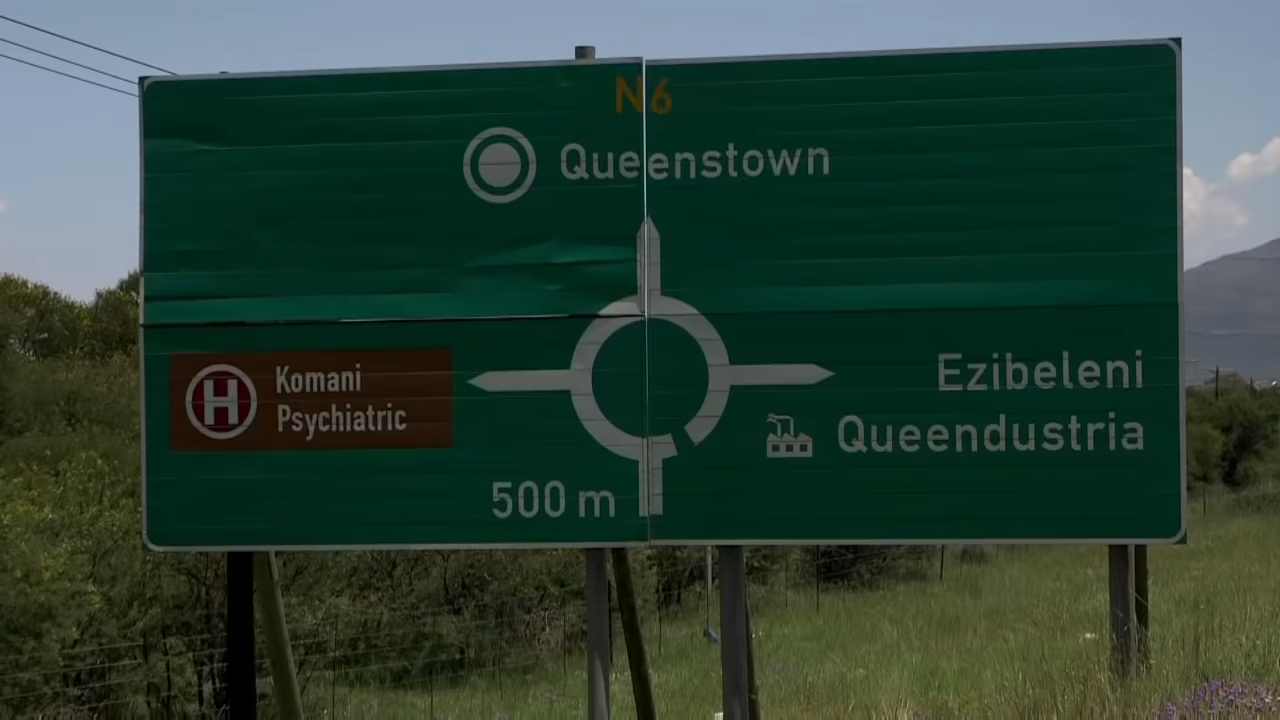 N6
Queenstown
H Komani
Psychiatric
Ezibeleni
Queendustria
500 m